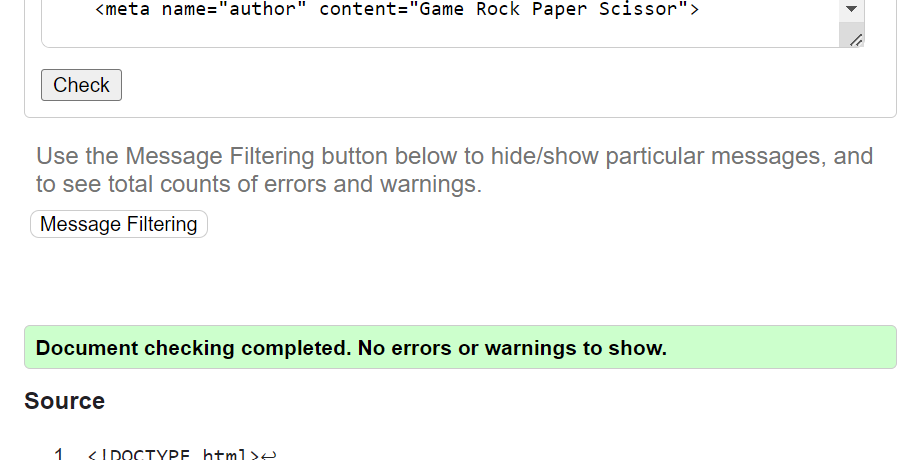 <meta name="author" content="Game Rock Paper Scissor">
Check
Use the Message Filtering button below to hide/show particular messages, and
to see total counts of errors and warnings.
Message Filtering
Document checking completed. No errors or warnings to show.
Source
1 <!DOCTYPE html>↩